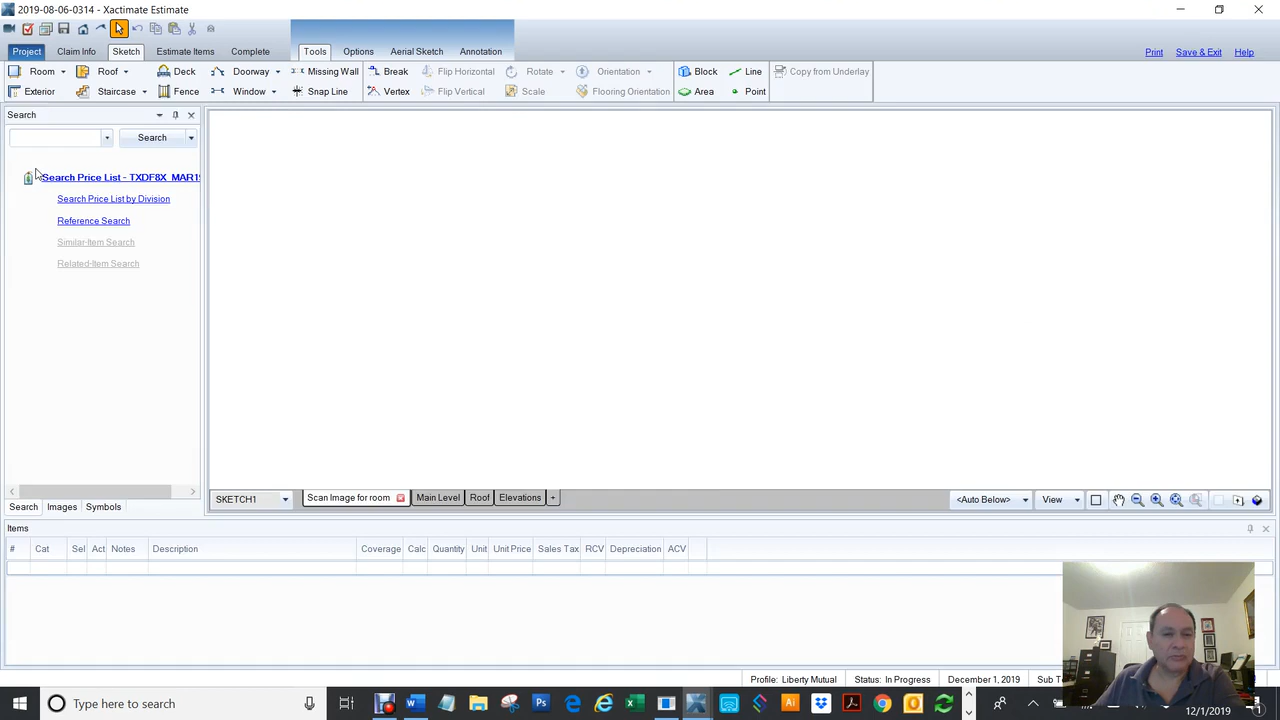 2019-08-06-0314 - Xactimate Estimate
Project Claim Info Sketch Estimate Items Complete Tools Options Aerial Sketch Annotation Print Save & Exit Help
Room Roof Deck Doorway Missing Wall Break Flip Horizontal Rotate Orientation Block Line Copy from Underlay
Exterior Staircase Fence Window Snap Line Vertex Flip Vertical Scale Flooring Orientation Area Point
Search
Search
Search Price List - TXDF8X_MAR1
Search Price List by Division
Reference Search
Similar-Item Search
Related-Item Search
SKETCH1 Scan Image for room Main Level Roof Elevations + <Auto Below> View
Search Images Symbols
Items
# Cat Sel Act Notes Description Coverage Calc Quantity Unit Unit Price Sales Tax RCV Depreciation ACV
Profile: Liberty Mutual Status: In Progress December 1, 2019 Sub T
Type here to search
12/1/2019